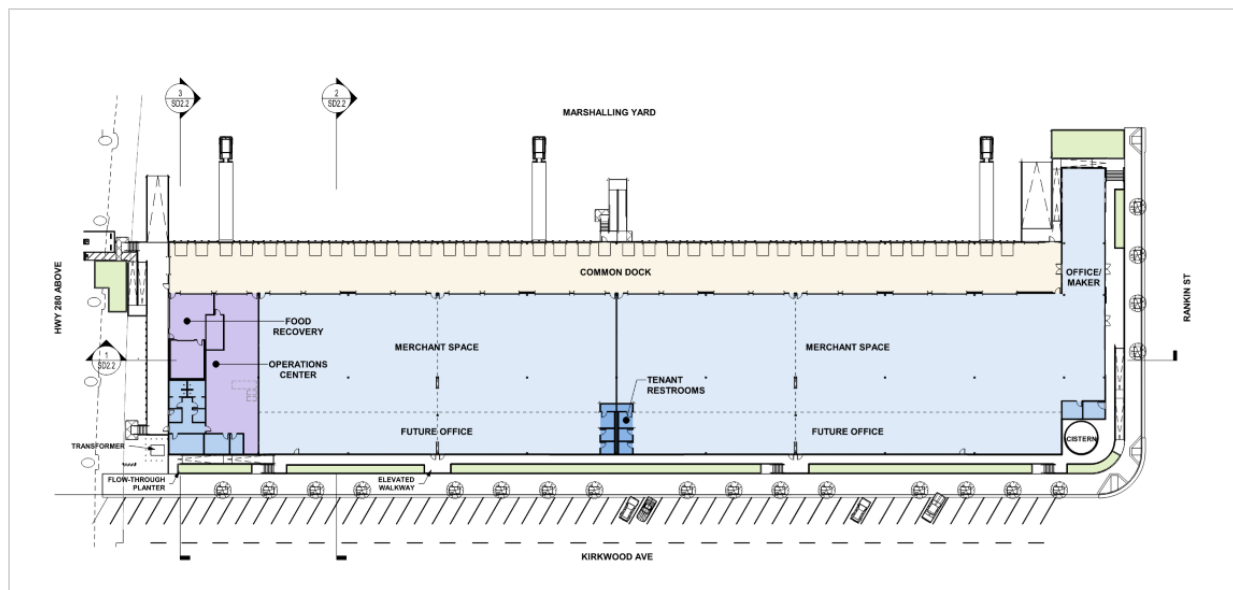 3
SD2.2
2
SD2.2
MARSHALLING YARD
HWY 280 ABOVE
COMMON DOCK
OFFICE/
MAKER
RANKIN ST
FOOD
RECOVERY
OPERATIONS
CENTER
MERCHANT SPACE
MERCHANT SPACE
1
SD2.2
TENANT
RESTROOMS
FUTURE OFFICE
FUTURE OFFICE
CISTERN
TRANSFORMER
FLOW-THROUGH
PLANTER
ELEVATED
WALKWAY
KIRKWOOD AVE